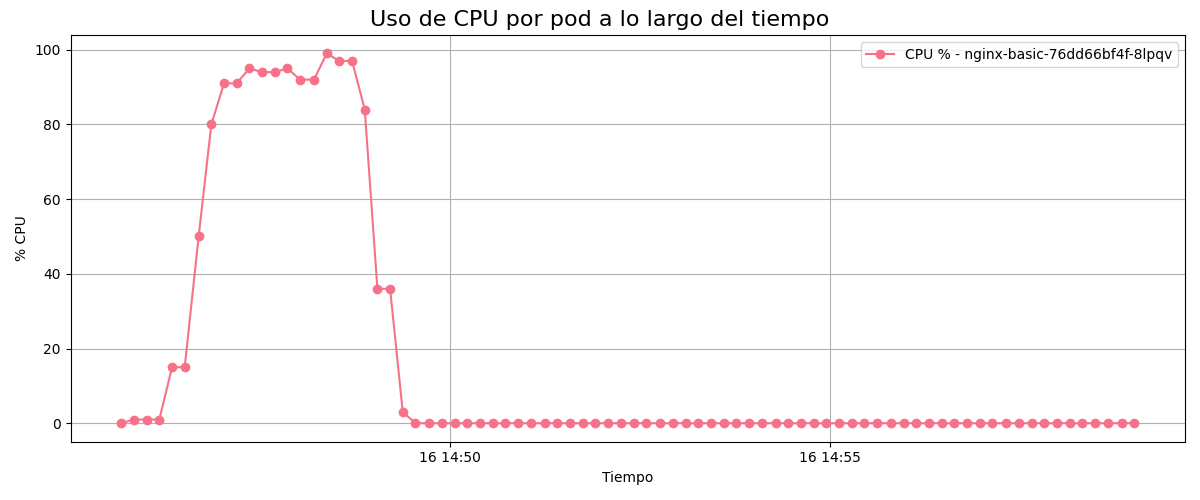 Uso de CPU por pod a lo largo del tiempo
CPU % - nginx-basic-76dd66bf4f-8lpqv
100
80
60
40
20
0
% CPU
16 14:50
16 14:55
Tiempo